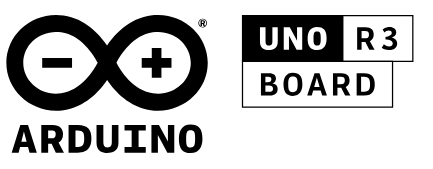 - + ®
ARDUINO
UNO R3
BOARD